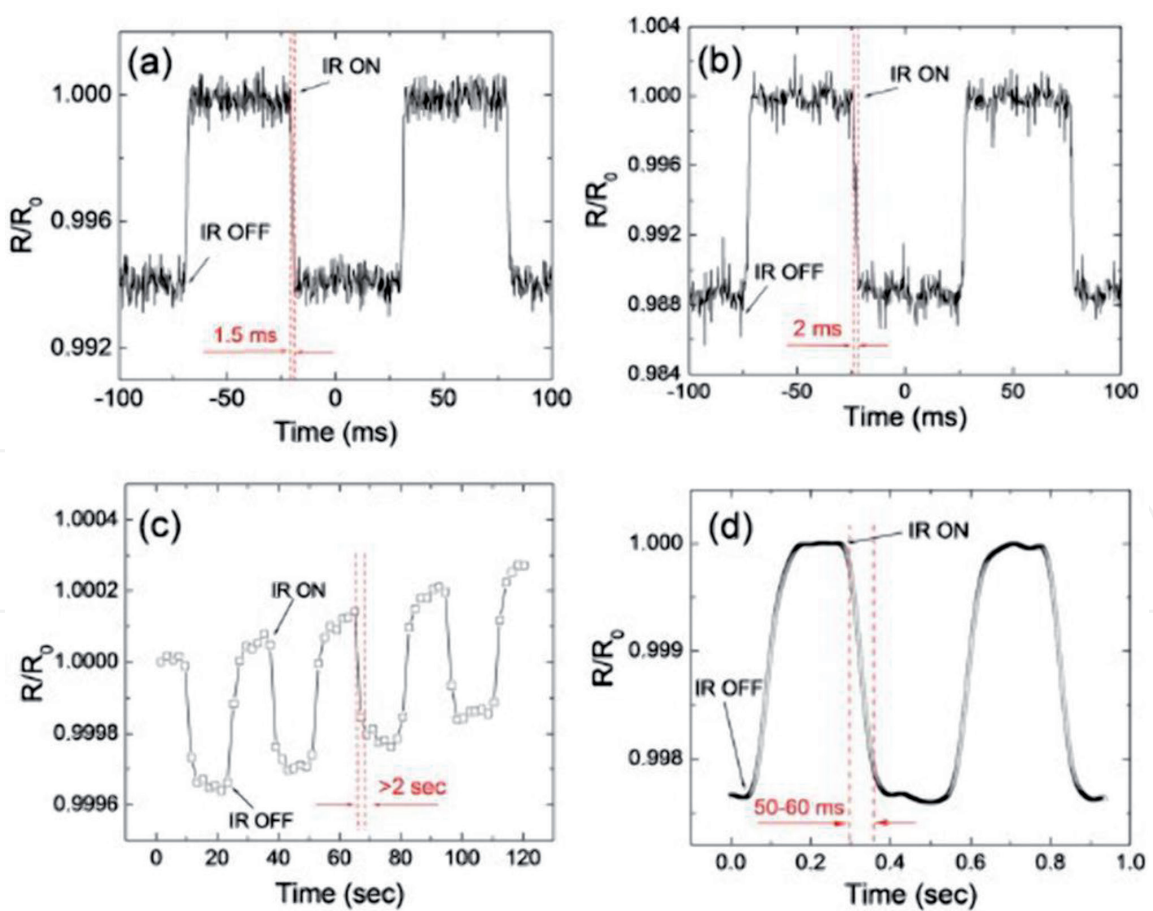 (a)
IR ON
1.000
0.996
0.992
R/R0
IR OFF
1.5 ms
-100 -50 0 50 100
Time (ms)
(b)
IR ON
1.004
1.000
0.996
0.992
0.988
0.984
R/R0
IR OFF
2 ms
-100 -50 0 50 100
Time (ms)
(c)
1.0004
1.0002
1.0000
0.9998
0.9996
R/R0
IR ON
>2 sec
IR OFF
0 20 40 60 80 100 120
Time (sec)
(d)
IR ON
1.000
0.999
0.998
R/R0
IR OFF
50-60 ms
0.0 0.2 0.4 0.6 0.8 1.0
Time (sec)